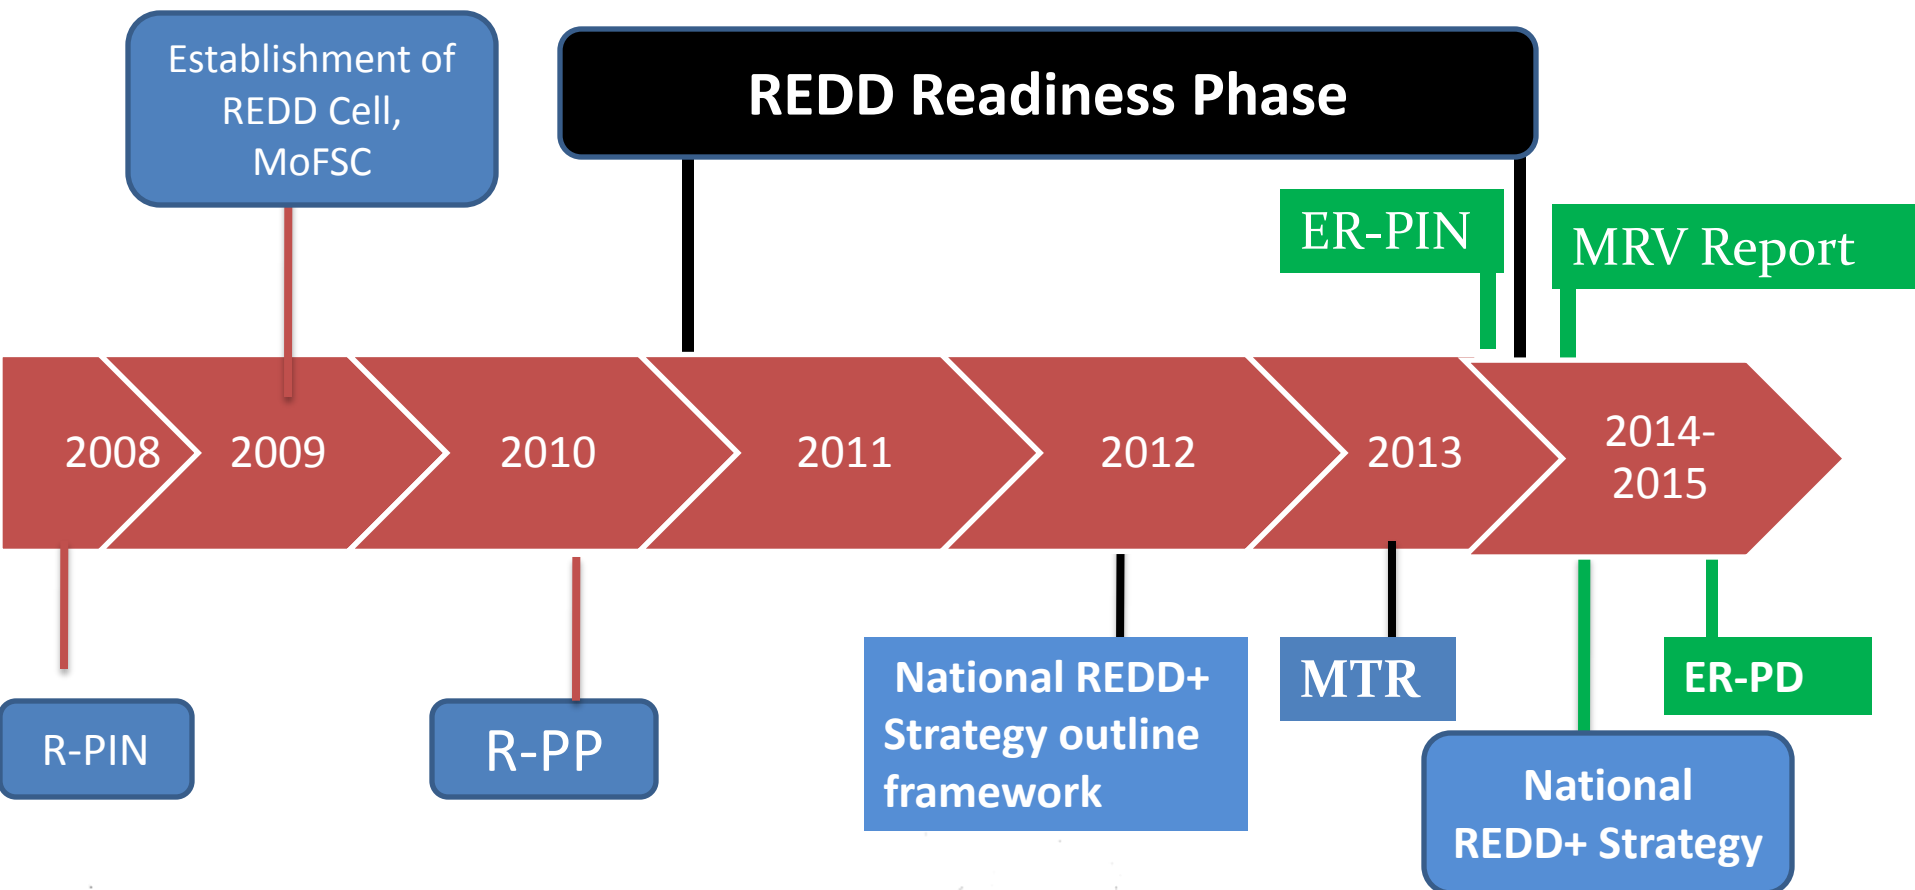 Establishment of
REDD Cell,
MoFSC
REDD Readiness Phase
ER-PIN
MRV Report
2008
2009
2010
2011
2012
2013
2014-
2015
R-PIN
R-PP
National REDD+
Strategy outline
framework
MTR
ER-PD
National
REDD+ Strategy